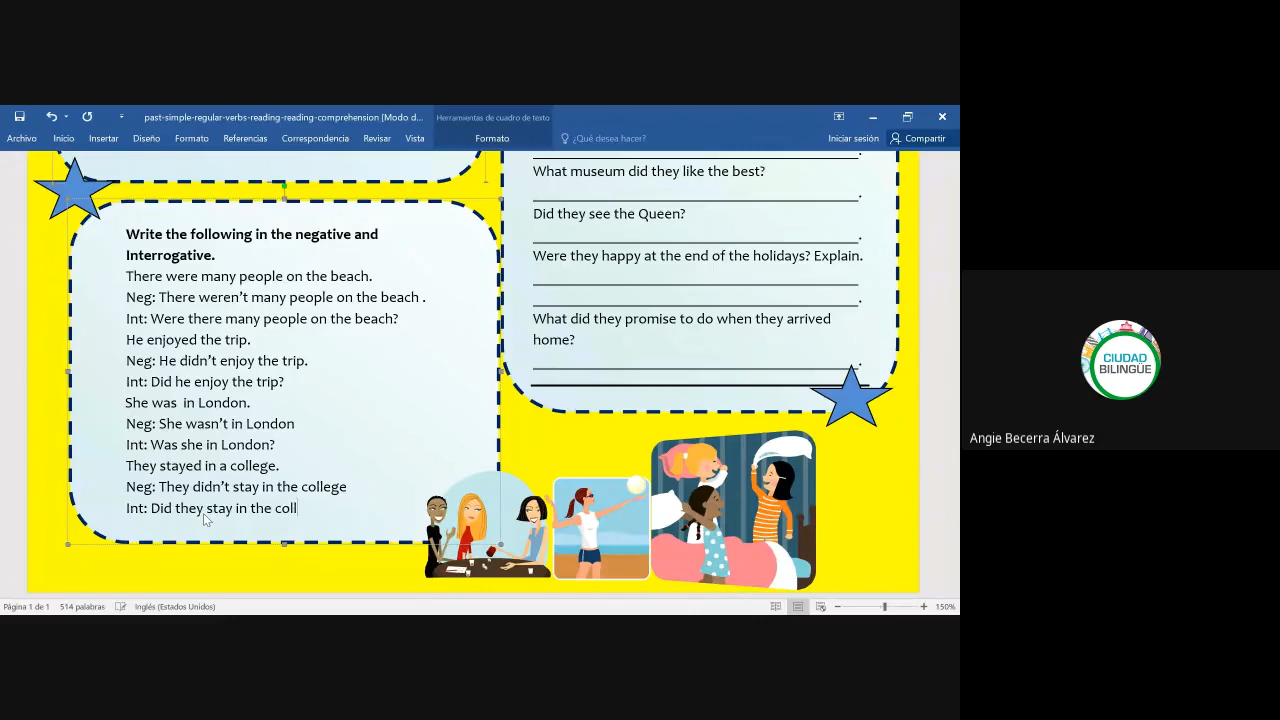 past-simple-regular-verbs-reading-reading-comprehension [Modo d...
Herramientas de cuadro de texto
Archivo Inicio Insertar Diseño Formato Referencias Correspondencia Revisar Vista Formato ¿Qué desea hacer? Iniciar sesión Compartir
Write the following in the negative and
Interrogative.
There were many people on the beach.
Neg: There weren’t many people on the beach .
Int: Were there many people on the beach?
He enjoyed the trip.
Neg: He didn’t enjoy the trip.
Int: Did he enjoy the trip?
She was  in London.
Neg: She wasn’t in London
Int: Was she in London?
They stayed in a college.
Neg: They didn’t stay in the college
Int: Did they stay in the coll
What museum did they like the best?
Did they see the Queen?
Were they happy at the end of the holidays? Explain.
What did they promise to do when they arrived
home?
CIUDAD
BILINGÜE
Angie Becerra Álvarez
Página 1 de 1 514 palabras Inglés (Estados Unidos) 150%